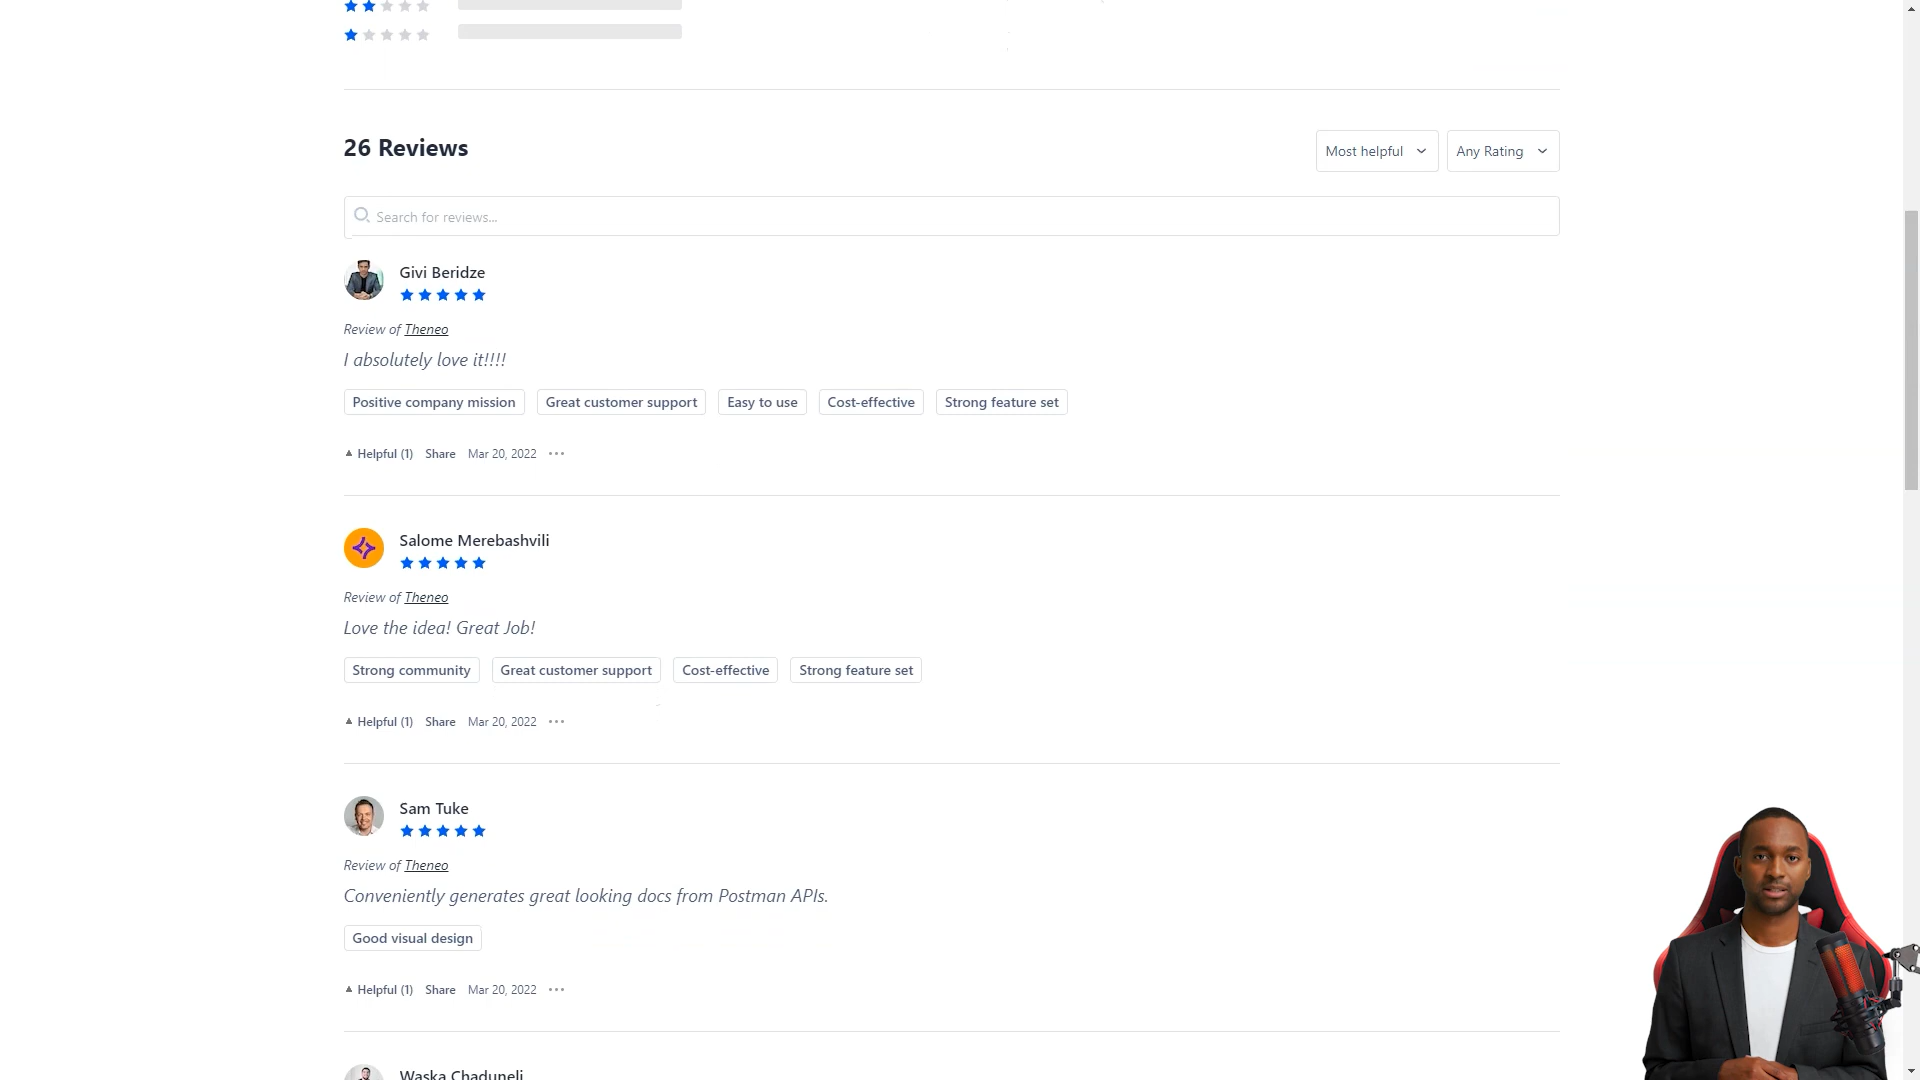 26 Reviews
Most helpful
Any Rating
Search for reviews...
Givi Beridze
Review of Theneo
I absolutely love it!!!!
Positive company mission Great customer support Easy to use Cost-effective Strong feature set
Helpful (1) Share Mar 20, 2022
Salome Merebashvili
Review of Theneo
Love the idea! Great Job!
Strong community Great customer support Cost-effective Strong feature set
Helpful (1) Share Mar 20, 2022
Sam Tuke
Review of Theneo
Conveniently generates great looking docs from Postman APIs.
Good visual design
Helpful (1) Share Mar 20, 2022
Waska Chaduneli